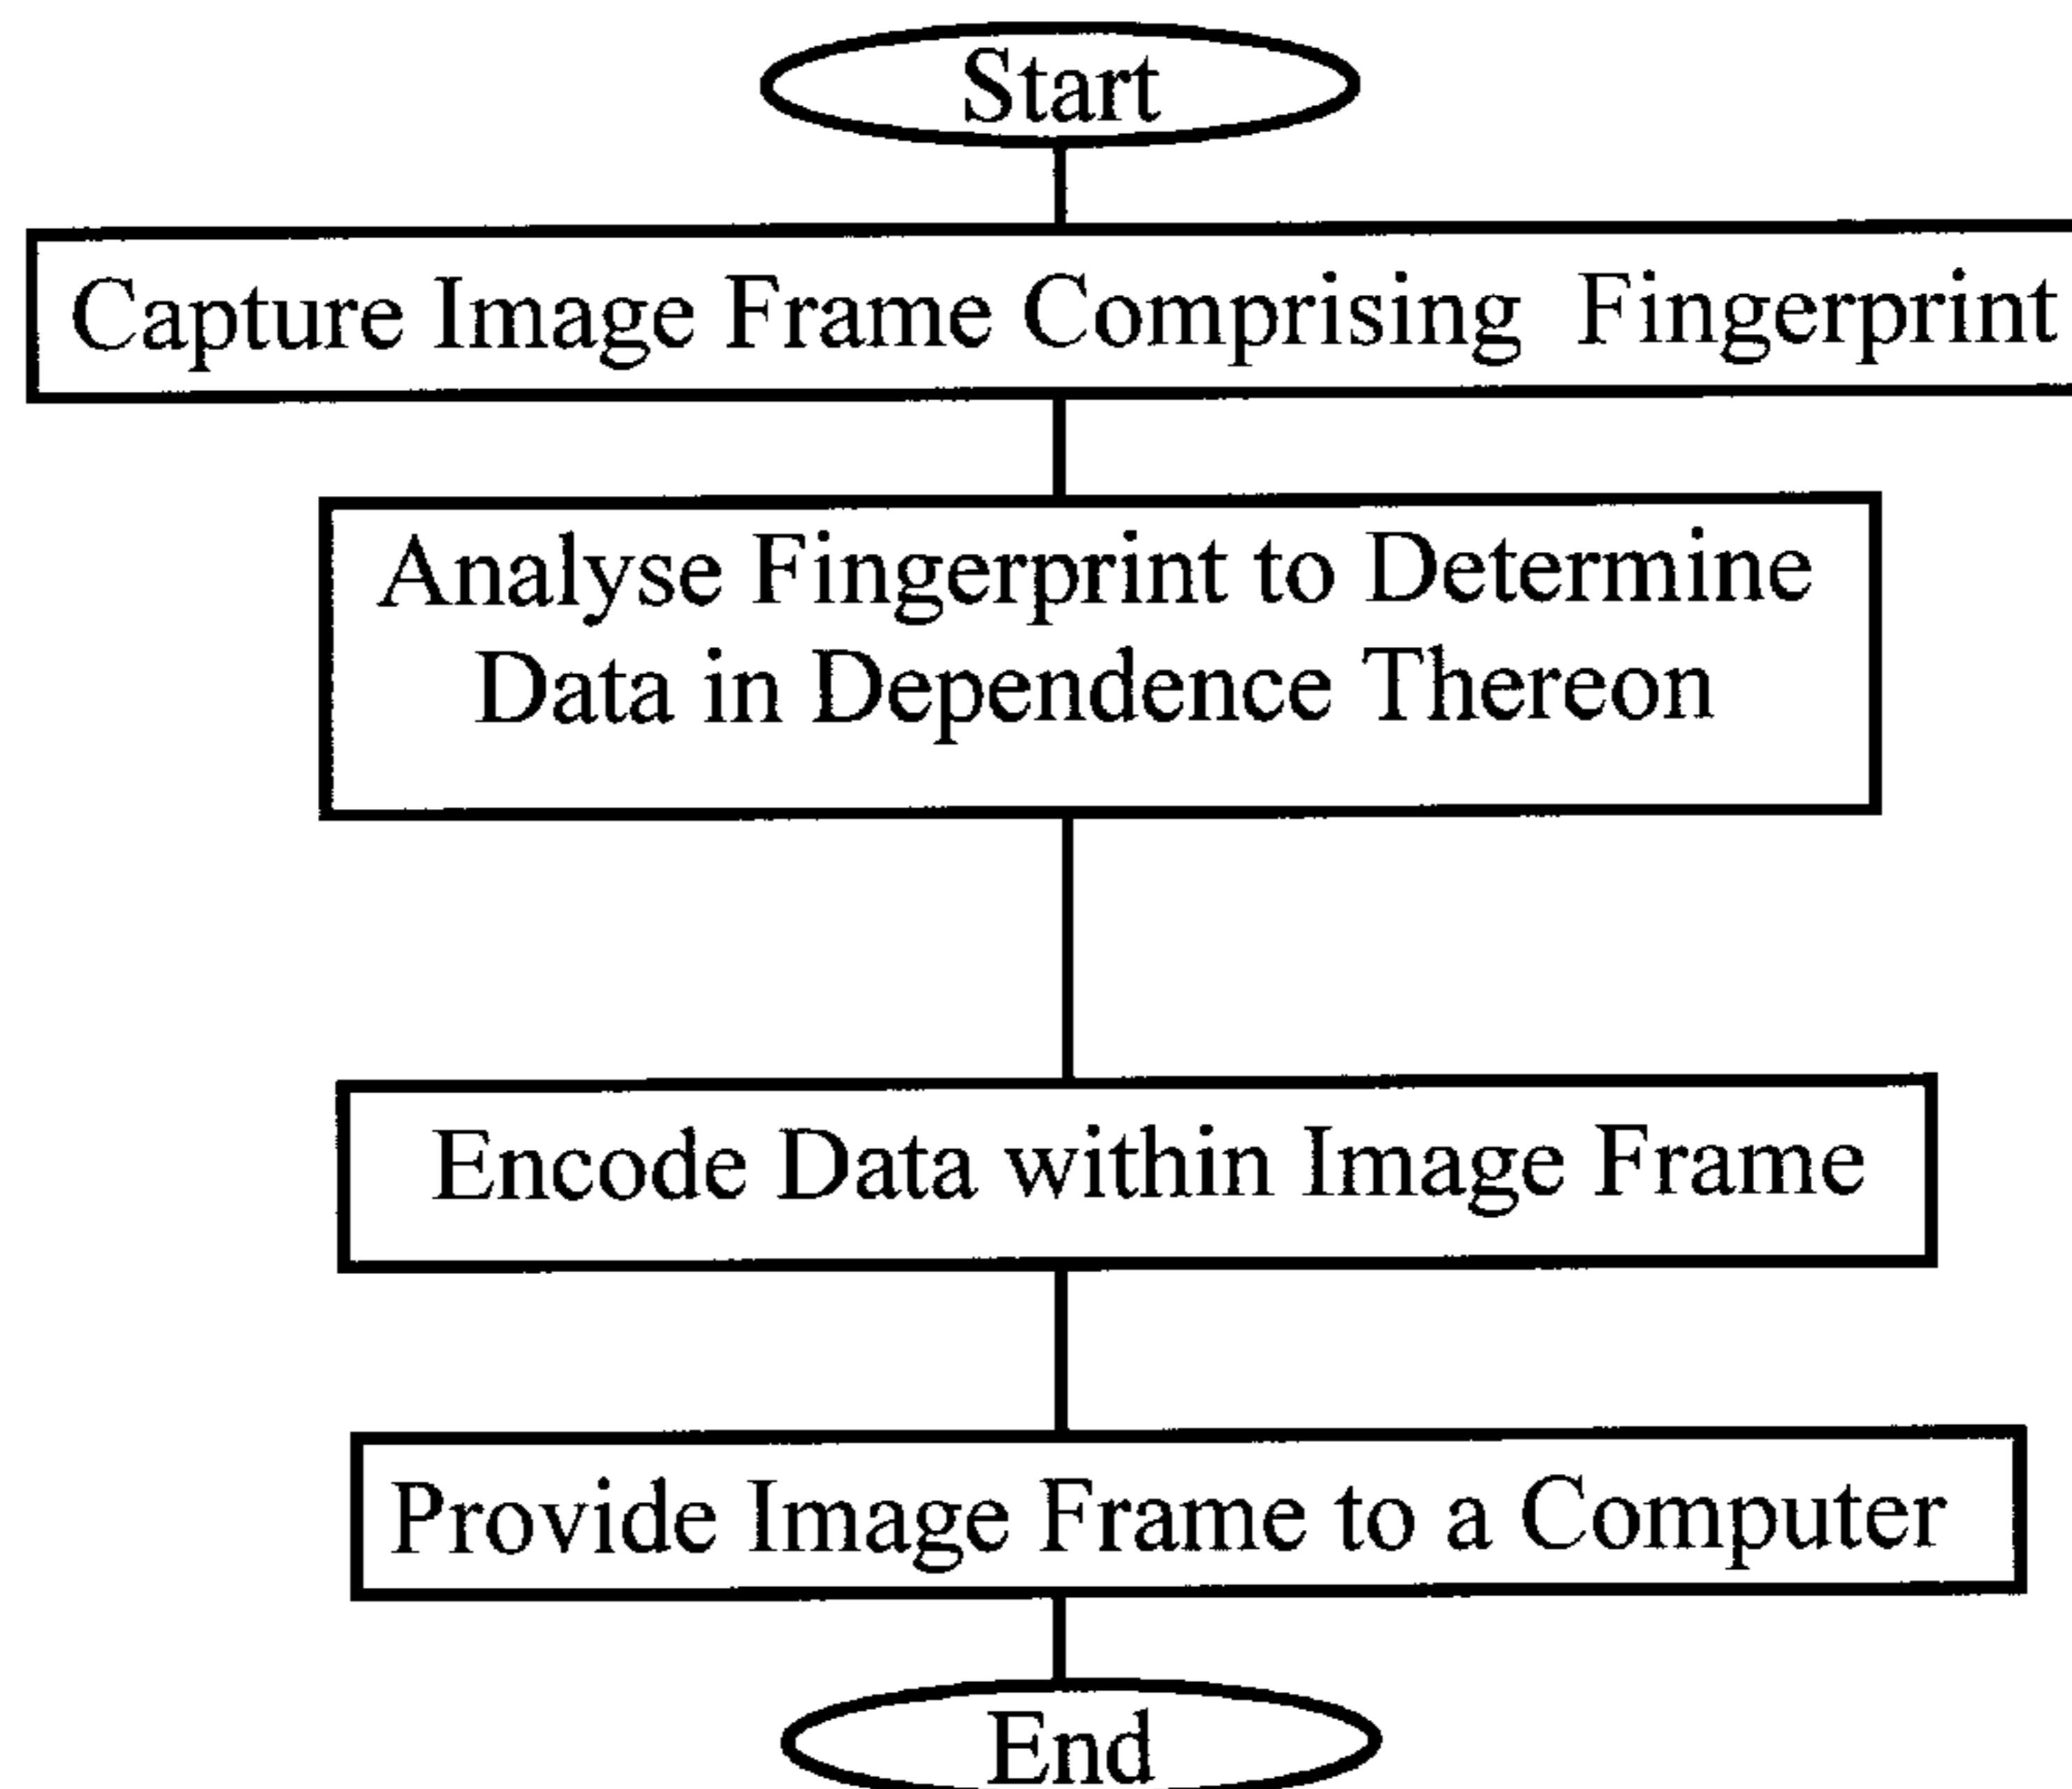 Start
Capture Image Frame Comprising Fingerprint
Analyse Fingerprint to Determine
Data in Dependence Thereon
Encode Data within Image Frame
Provide Image Frame to a Computer
End